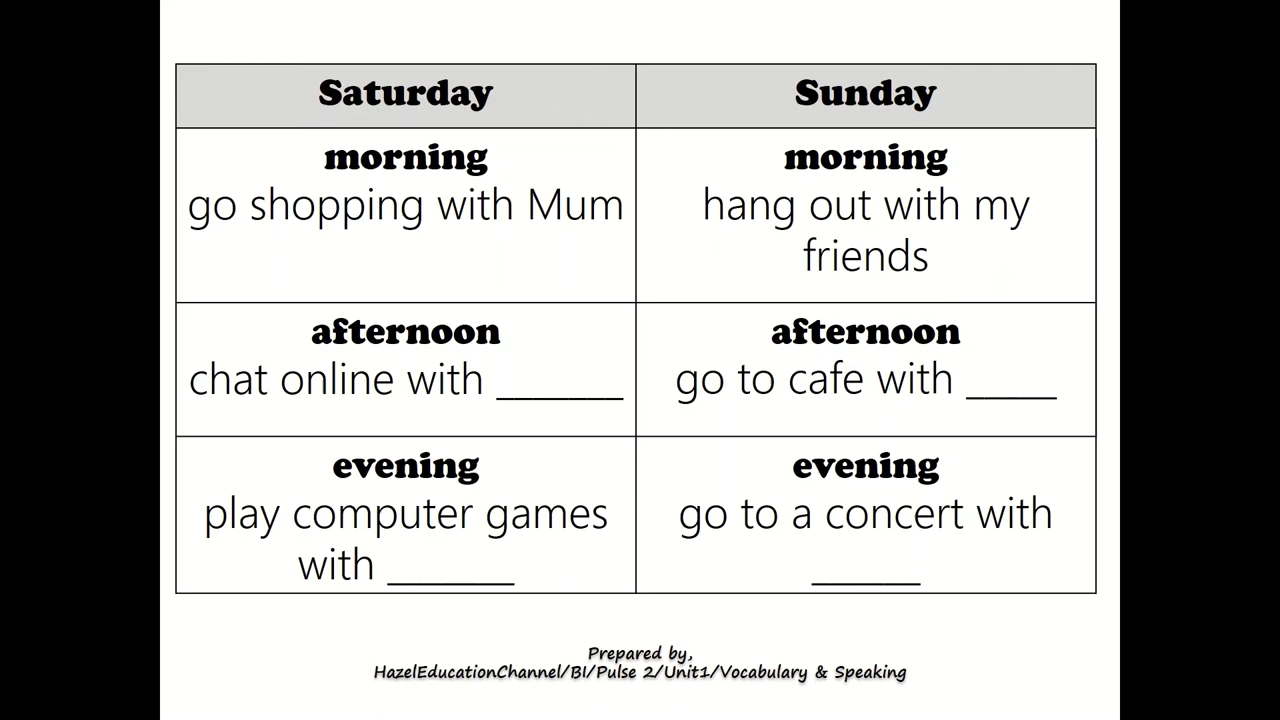 Saturday
Sunday
morning
go shopping with Mum
morning
hang out with my
friends
afternoon
chat online with _______
afternoon
go to cafe with _____
evening
play computer games
with _______
evening
go to a concert with
______
Prepared by,
HazelEducationChannel/BI/Pulse 2/Unit1/Vocabulary & Speaking